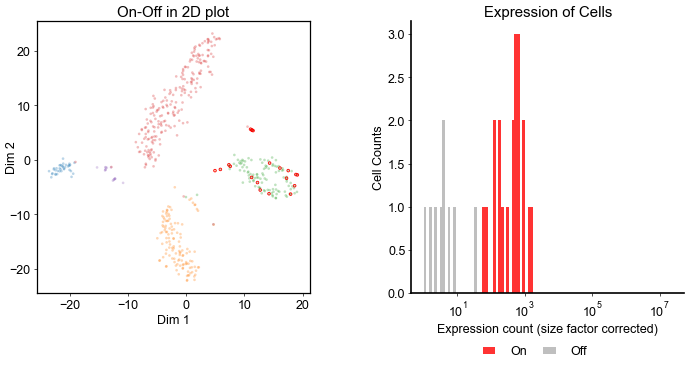 On-Off in 2D plot
Expression of Cells
20
10
0
−10
−20
Dim 2
−20
−10
0
10
20
Dim 1
3.0
2.5
2.0
1.5
1.0
0.5
0.0
Cell Counts
10^1
10^3
10^5
10^7
Expression count (size factor corrected)
On
Off